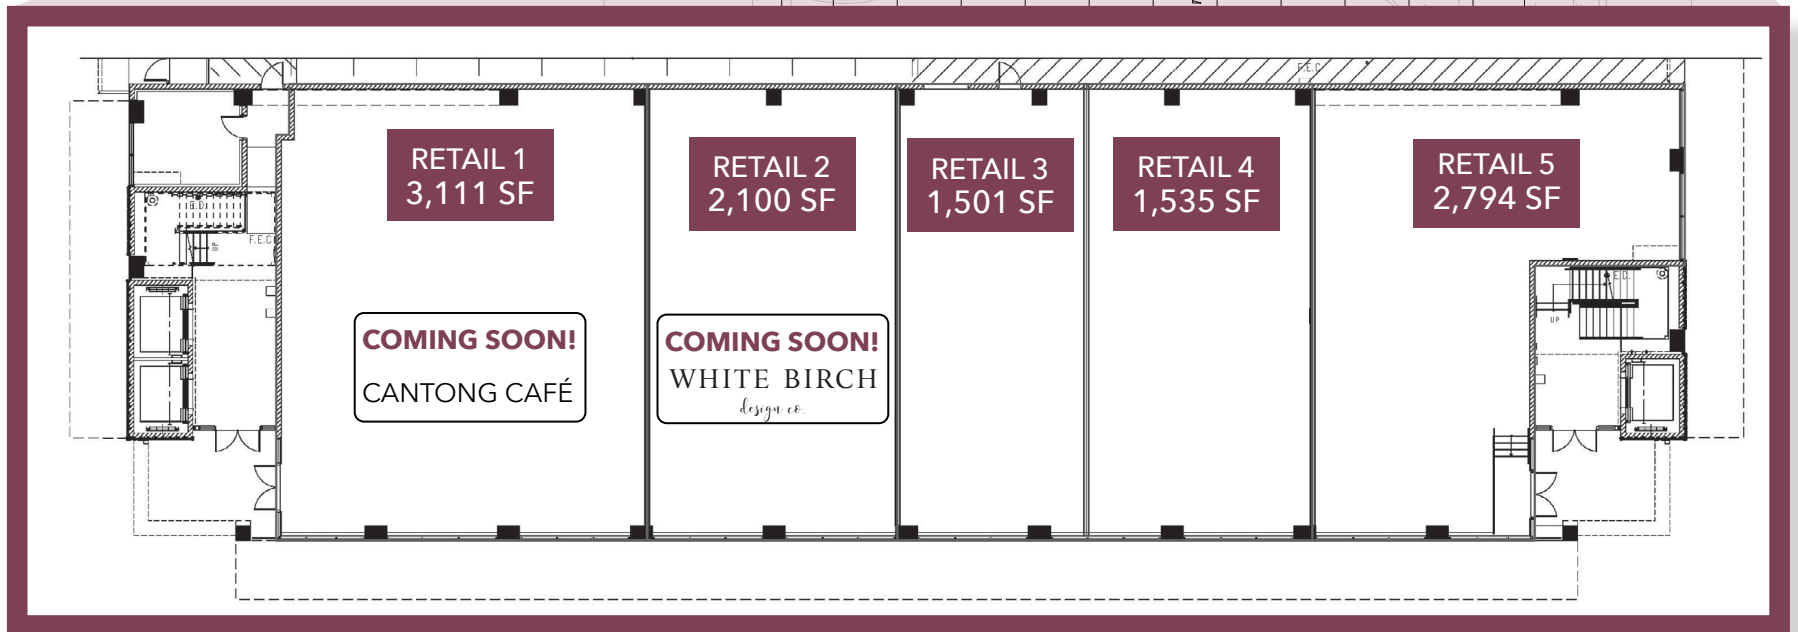 F.E.C
RETAIL 1
3,111 SF
RETAIL 2
2,100 SF
RETAIL 3
1,501 SF
RETAIL 4
1,535 SF
RETAIL 5
2,794 SF
E.D.
UP
F.E.C
E.D.
UP
COMING SOON!
CANTONG CAFÉ
COMING SOON!
WHITE BIRCH
design co.